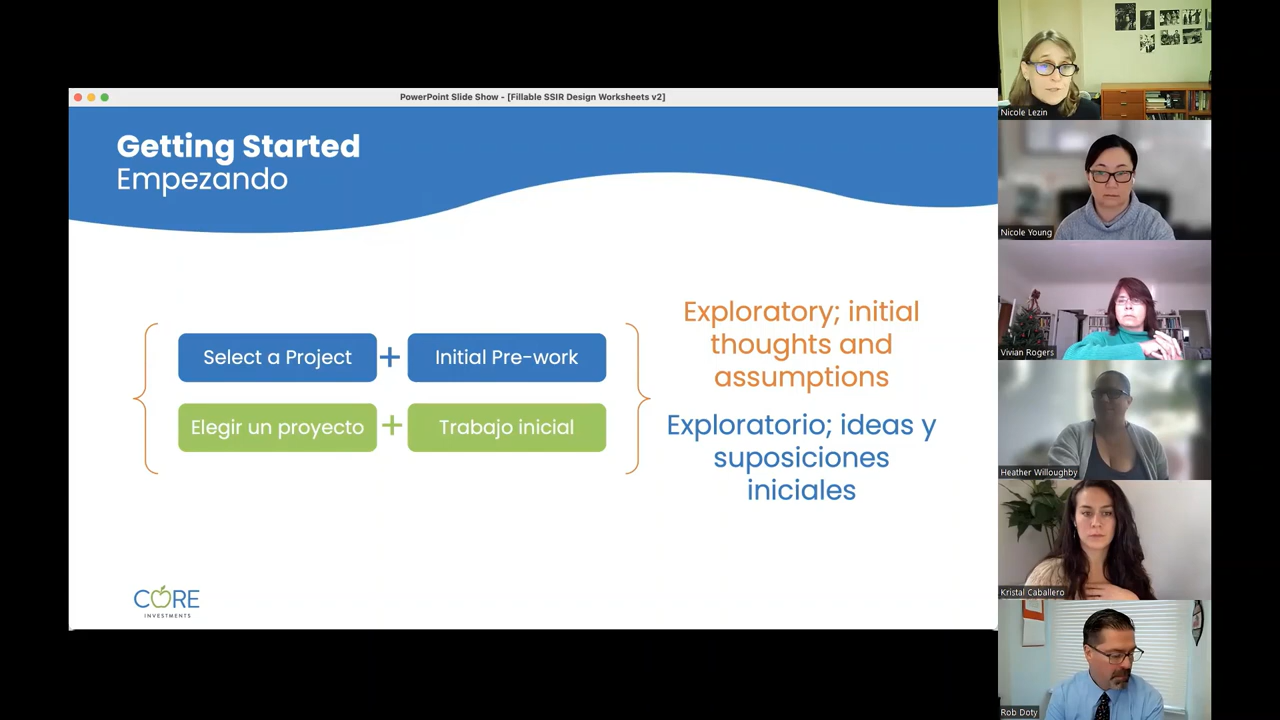 PowerPoint Slide Show - [Fillable SSIR Design Worksheets v2]
Getting Started
Empezando
Select a Project + Initial Pre-work
Elegir un proyecto + Trabajo inicial
Exploratory; initial
thoughts and
assumptions
Exploratorio; ideas y
suposiciones
iniciales
CORE
INVESTMENTS
Nicole Lezin
Nicole Young
Vivian Rogers
Heather Willoughby
Kristal Caballero
Rob Doty